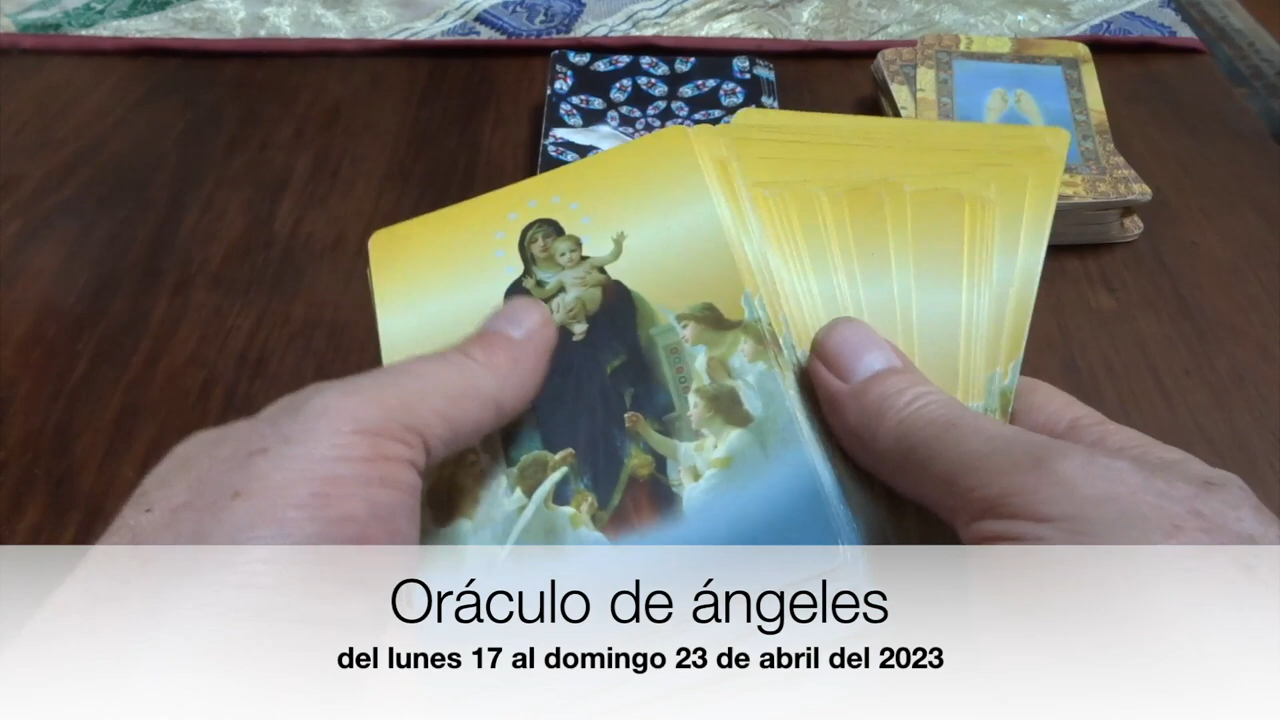 Oráculo de ángeles
del lunes 17 al domingo 23 de abril del 2023